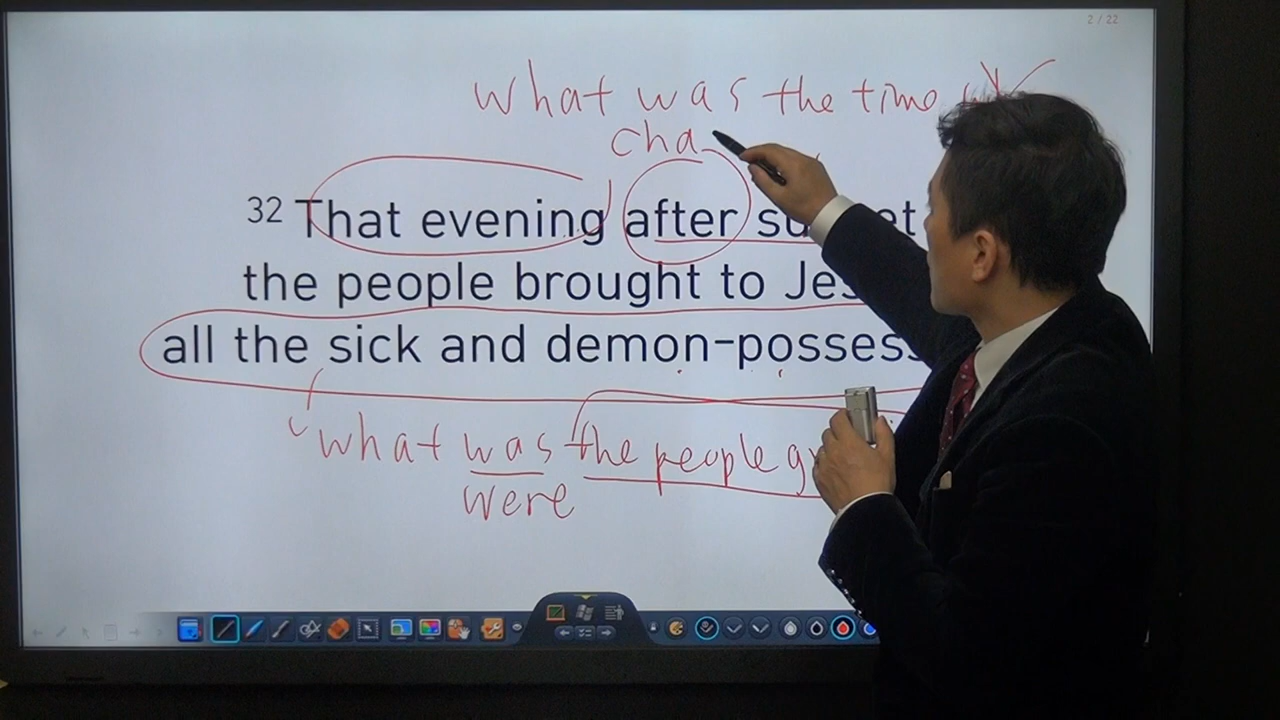 2 / 22
what was the time
cha
32 That evening after su et
the people brought to Jes
all the sick and demon-possess
what was the people g
were